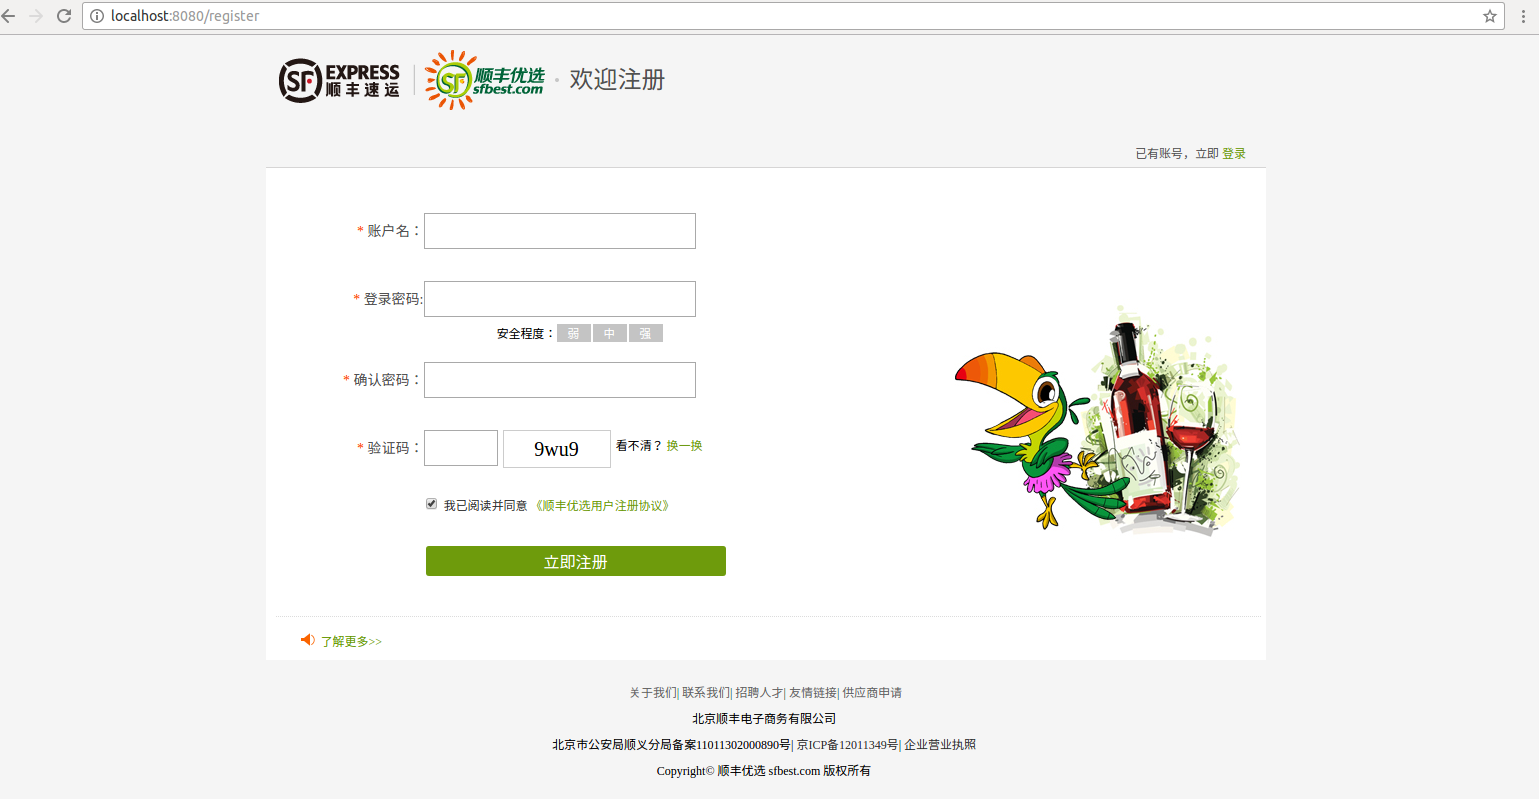 localhost:8080/register
SF EXPRESS 顺丰速运 | SF 顺丰优选 sfbest.com · 欢迎注册
已有账号，立即 登录
* 账户名：
* 登录密码:
安全程度： 弱 中 强
* 确认密码：
* 验证码： 9wu9 看不清？ 换一换
我已阅读并同意 《顺丰优选用户注册协议》
立即注册
了解更多>>
关于我们| 联系我们| 招聘人才| 友情链接| 供应商申请
北京顺丰电子商务有限公司
北京市公安局顺义分局备案11011302000890号| 京ICP备12011349号| 企业营业执照
Copyright© 顺丰优选 sfbest.com 版权所有